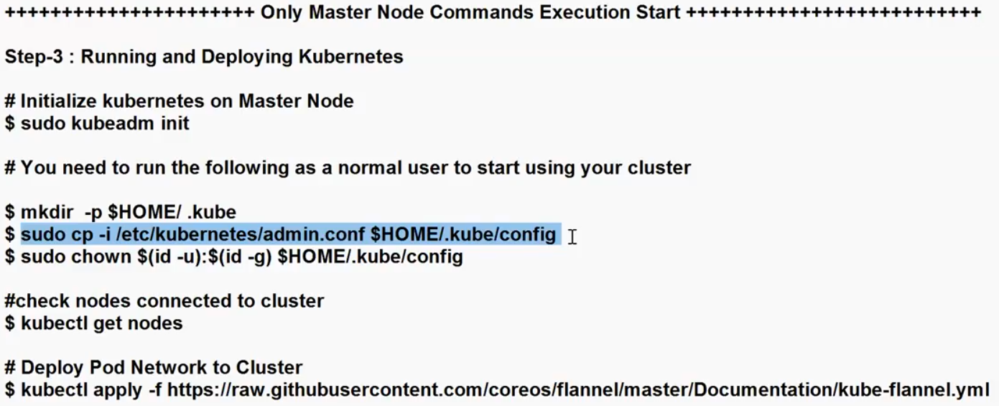 ++++++++++++++++++++++ Only Master Node Commands Execution Start ++++++++++++++++++++++++++
Step-3 : Running and Deploying Kubernetes
# Initialize kubernetes on Master Node
$ sudo kubeadm init
# You need to run the following as a normal user to start using your cluster
$ mkdir  -p $HOME/ .kube
$ sudo cp -i /etc/kubernetes/admin.conf $HOME/.kube/config
$ sudo chown $(id -u):$(id -g) $HOME/.kube/config
#check nodes connected to cluster
$ kubectl get nodes
# Deploy Pod Network to Cluster
$ kubectl apply -f https://raw.githubusercontent.com/coreos/flannel/master/Documentation/kube-flannel.yml